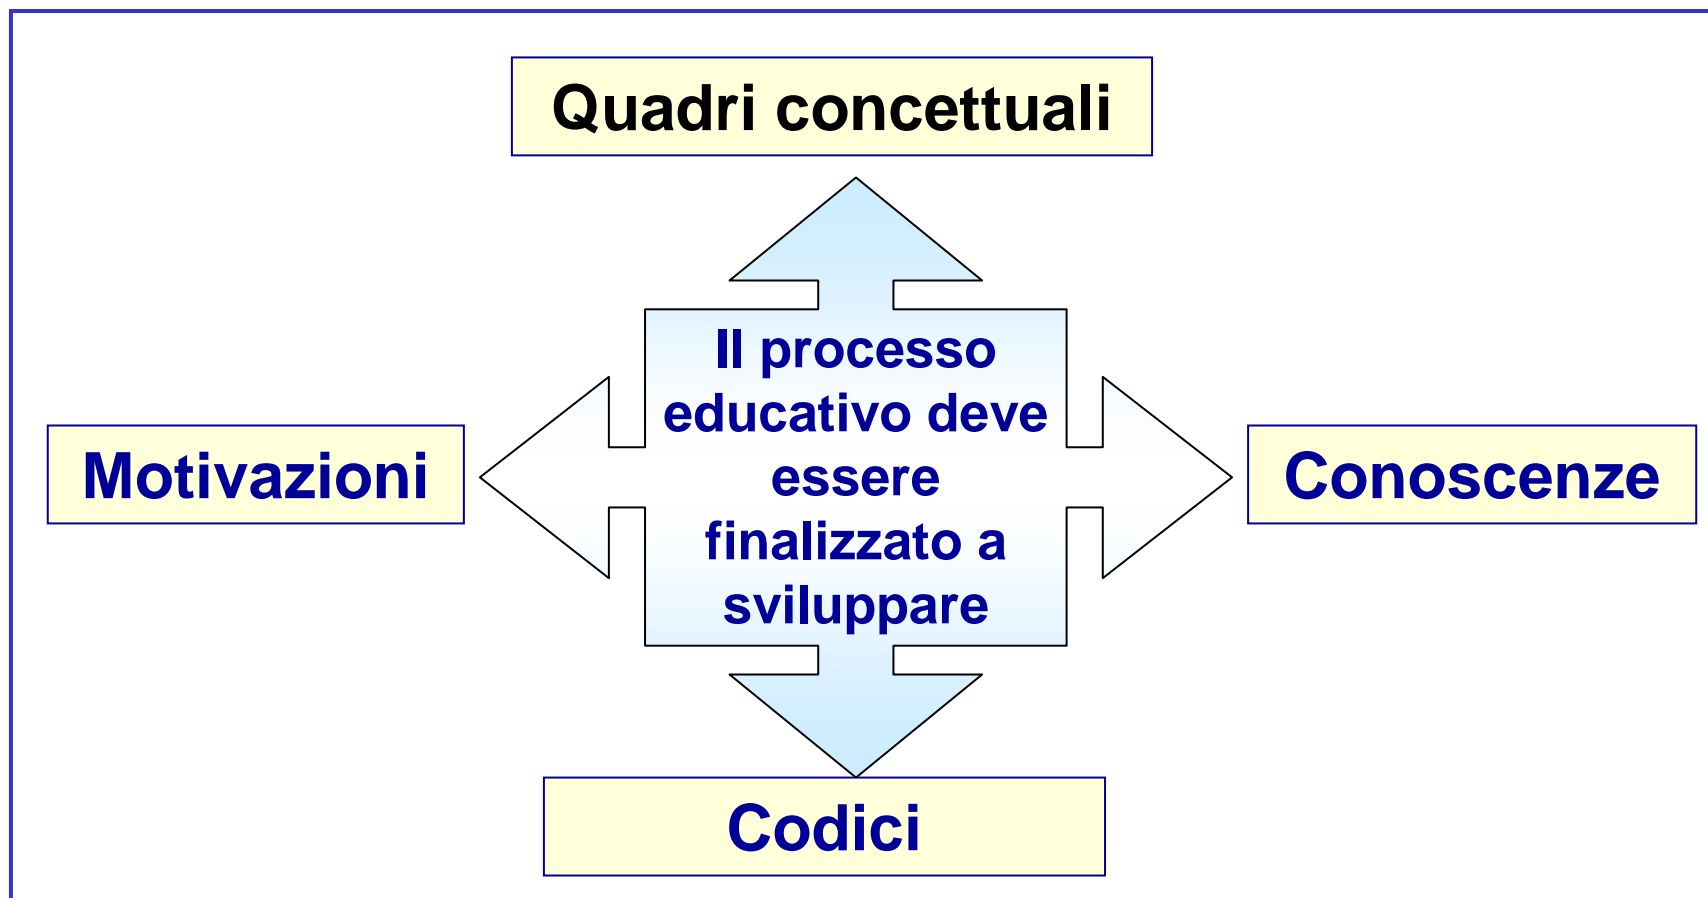 Quadri concettuali
Il processo
educativo deve
essere
finalizzato a
sviluppare
Motivazioni
Conoscenze
Codici